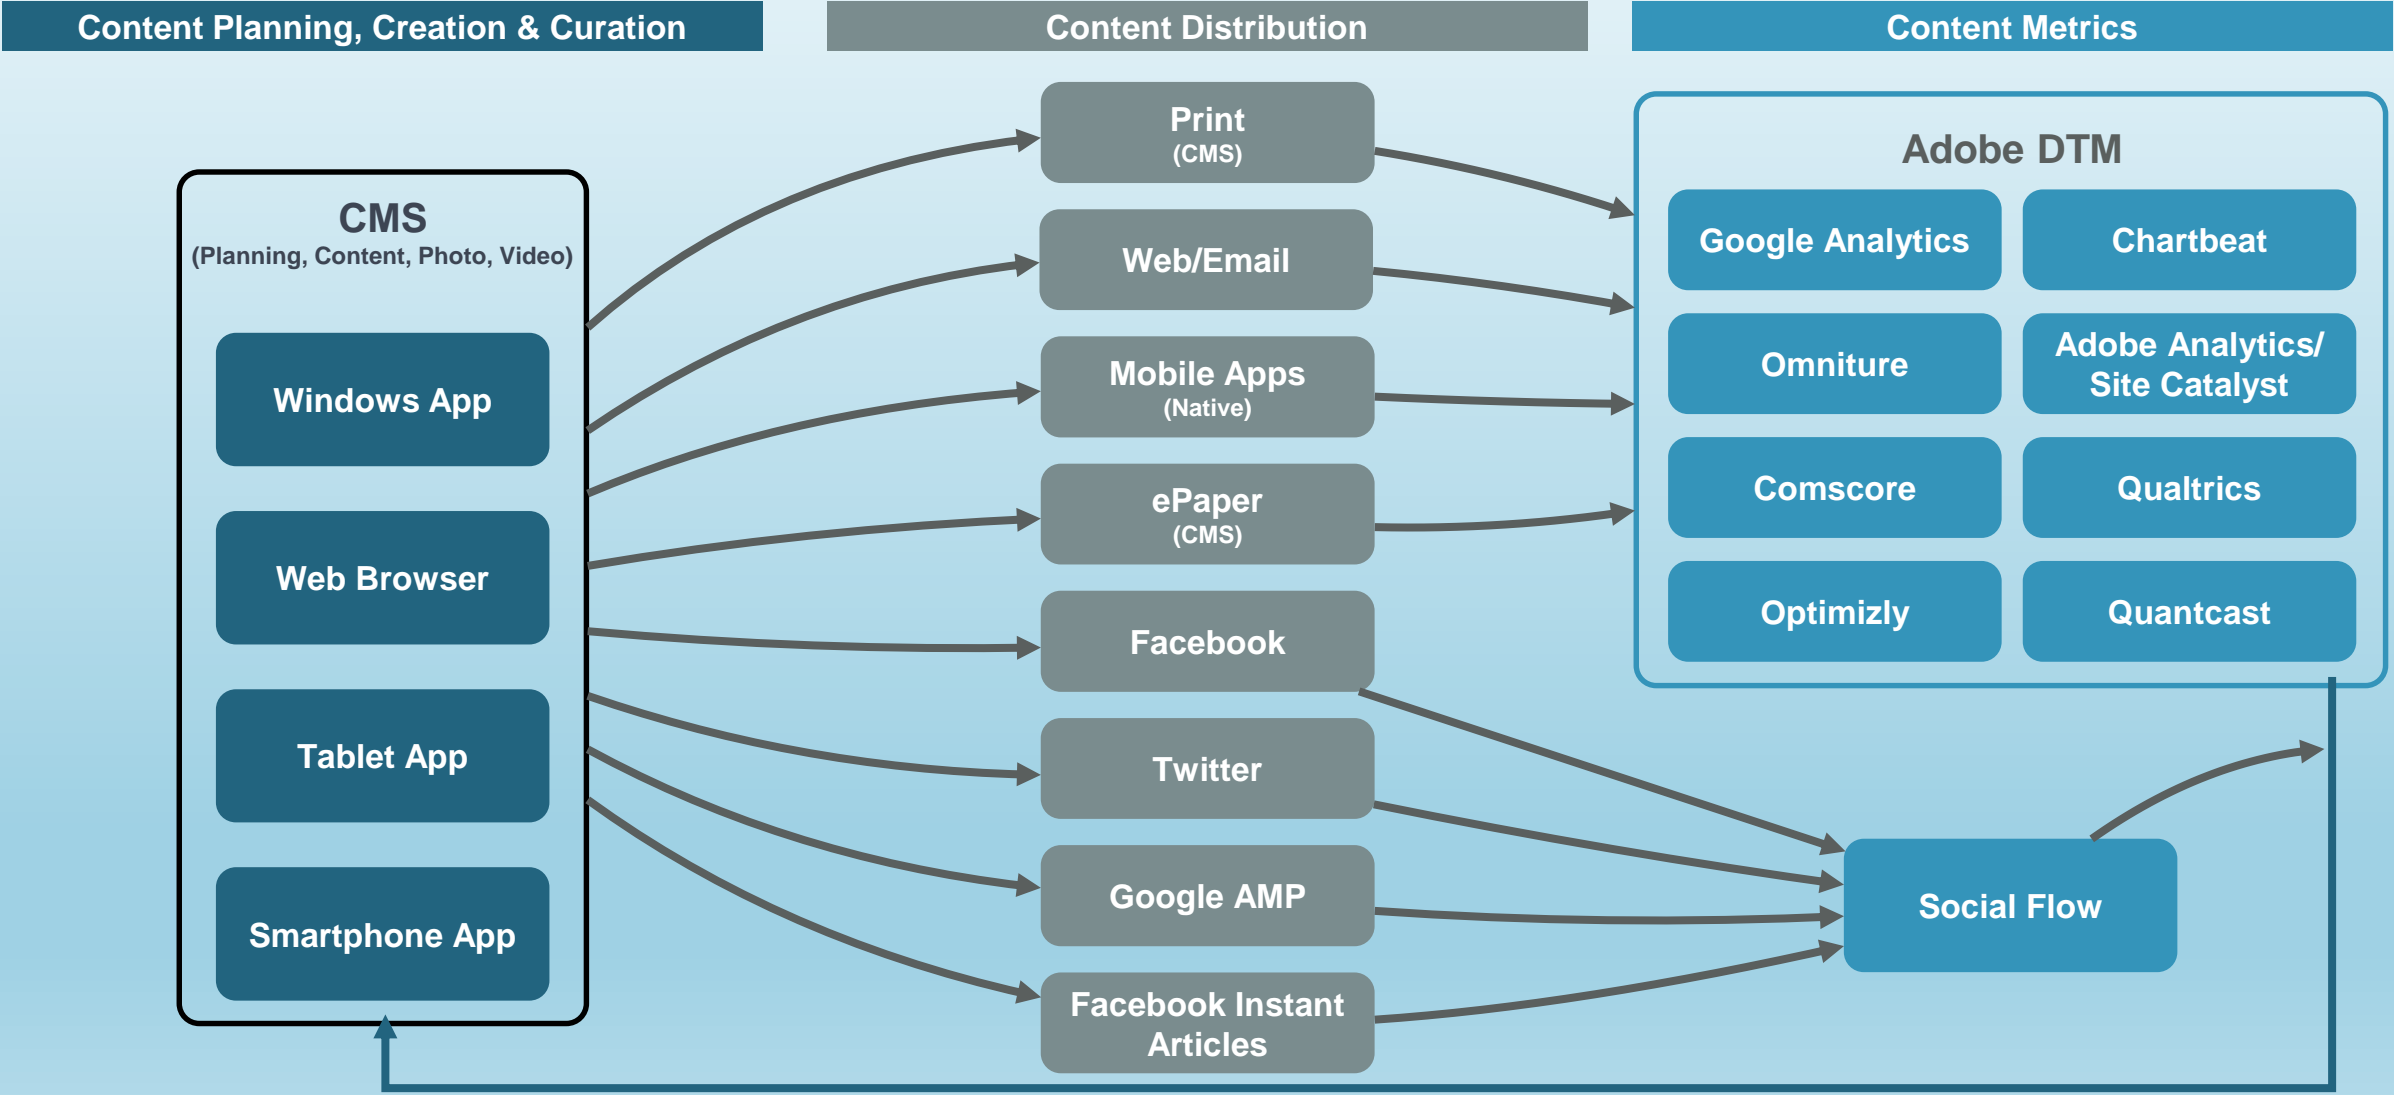 Content Planning, Creation & Curation
Content Distribution
Content Metrics
CMS
(Planning, Content, Photo, Video)
Windows App
Web Browser
Tablet App
Smartphone App
Print
(CMS)
Web/Email
Mobile Apps
(Native)
ePaper
(CMS)
Facebook
Twitter
Google AMP
Facebook Instant
Articles
Adobe DTM
Google Analytics
Chartbeat
Omniture
Adobe Analytics/
Site Catalyst
Comscore
Qualtrics
Optimizly
Quantcast
Social Flow